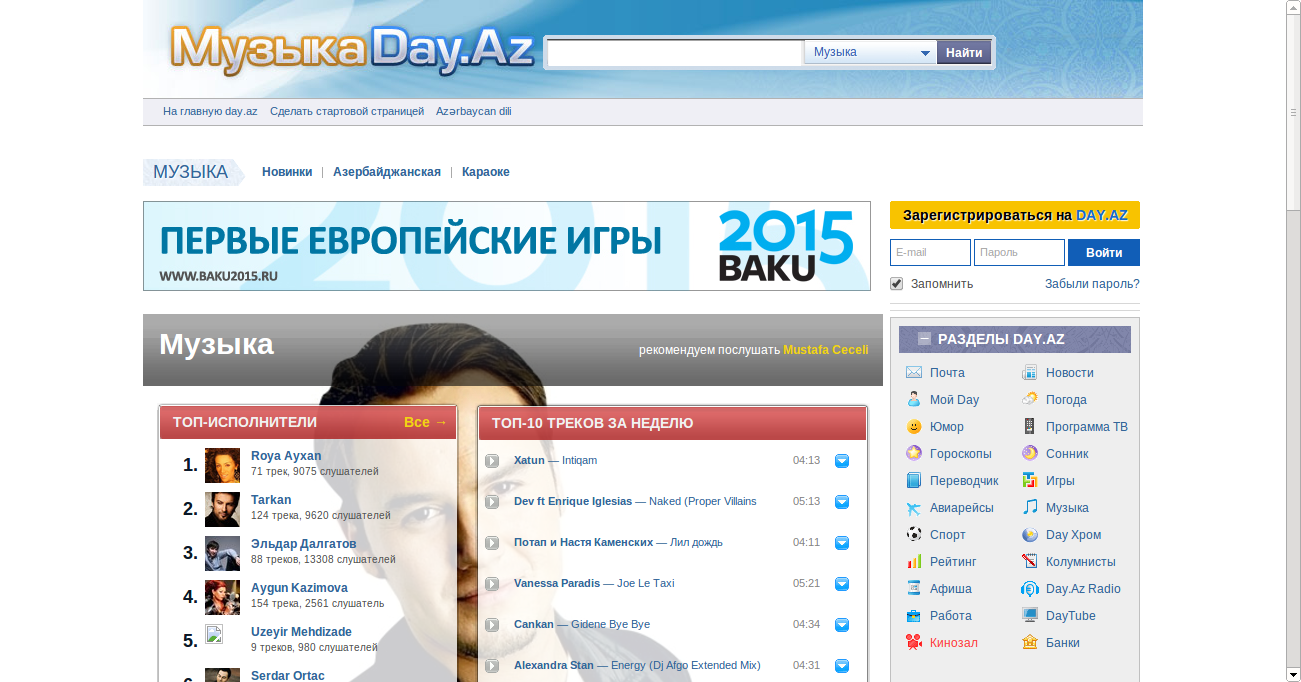 МузыкаDay.Az
Музыка
Найти
На главную day.az Сделать стартовой страницей Azərbaycan dili
МУЗЫКА Новинки | Азербайджанская | Караоке
ПЕРВЫЕ ЕВРОПЕЙСКИЕ ИГРЫ
WWW.BAKU2015.RU
2015
BAKU
Зарегистрироваться на DAY.AZ
E-mail Пароль Войти
Запомнить Забыли пароль?
Музыка
рекомендуем послушать Mustafa Ceceli
ТОП-ИСПОЛНИТЕЛИ Все →
1. Roya Ayxan
71 трек, 9075 слушателей
2. Tarkan
124 трека, 9620 слушателей
3. Эльдар Далгатов
88 треков, 13308 слушателей
4. Aygun Kazimova
154 трека, 2561 слушатель
5. Uzeyir Mehdizade
9 треков, 980 слушателей
Serdar Ortac
ТОП-10 ТРЕКОВ ЗА НЕДЕЛЮ
Xatun — Intiqam 04:13
Dev ft Enrique Iglesias — Naked (Proper Villains 05:13
Потап и Настя Каменских — Лил дождь 04:11
Vanessa Paradis — Joe Le Taxi 05:21
Cankan — Gidene Bye Bye 04:34
Alexandra Stan — Energy (Dj Afgo Extended Mix) 04:31
РАЗДЕЛЫ DAY.AZ
Почта Новости
Мой Day Погода
Юмор Программа ТВ
Гороскопы Сонник
Переводчик Игры
Авиарейсы Музыка
Спорт Day Хром
Рейтинг Колумнисты
Афиша Day.Az Radio
Работа DayTube
Кинозал Банки